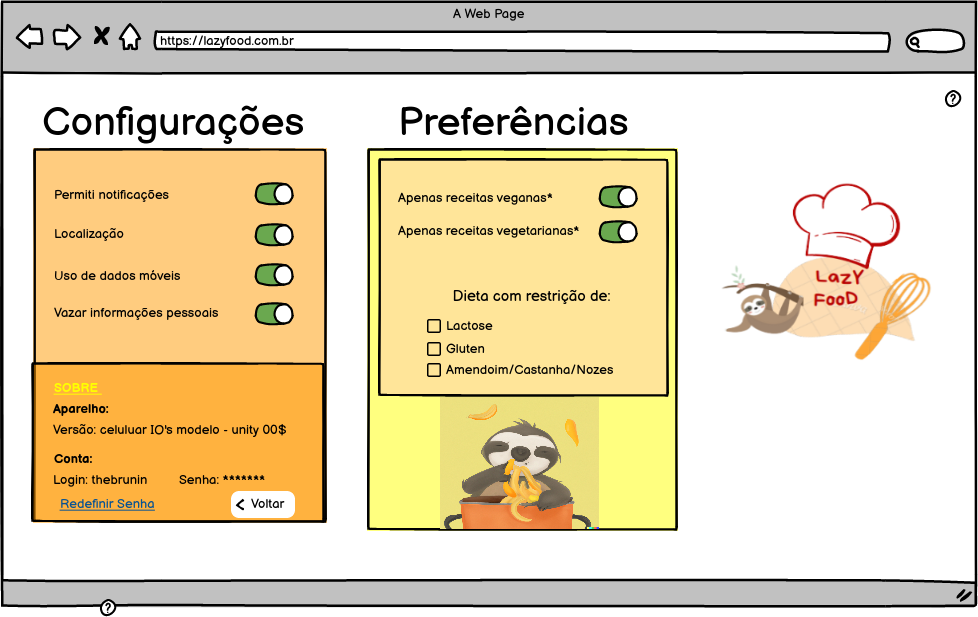 A Web Page
https://lazyfood.com.br
Configurações
Permiti notificações
Localização
Uso de dados móveis
Vazar informações pessoais
SOBRE
Aparelho:
Versão: celuluar IO's modelo - unity 00$
Conta:
Login: thebrunin Senha: *******
Redefinir Senha
Voltar
Preferências
Apenas receitas veganas*
Apenas receitas vegetarianas*
Dieta com restrição de:
Lactose
Gluten
Amendoim/Castanha/Nozes
?
LazY
FooD
?